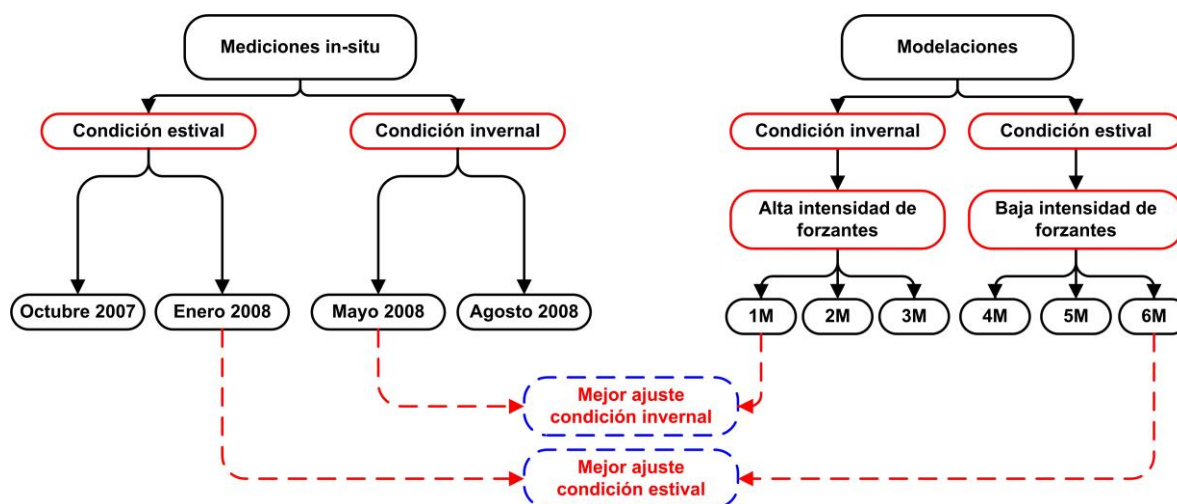 Mediciones in-situ
Modelaciones
Condición estival
Condición invernal
Condición invernal
Condición estival
Alta intensidad de
forzantes
Baja intensidad de
forzantes
Octubre 2007
Enero 2008
Mayo 2008
Agosto 2008
1M
2M
3M
4M
5M
6M
Mejor ajuste
condición invernal
Mejor ajuste
condición estival